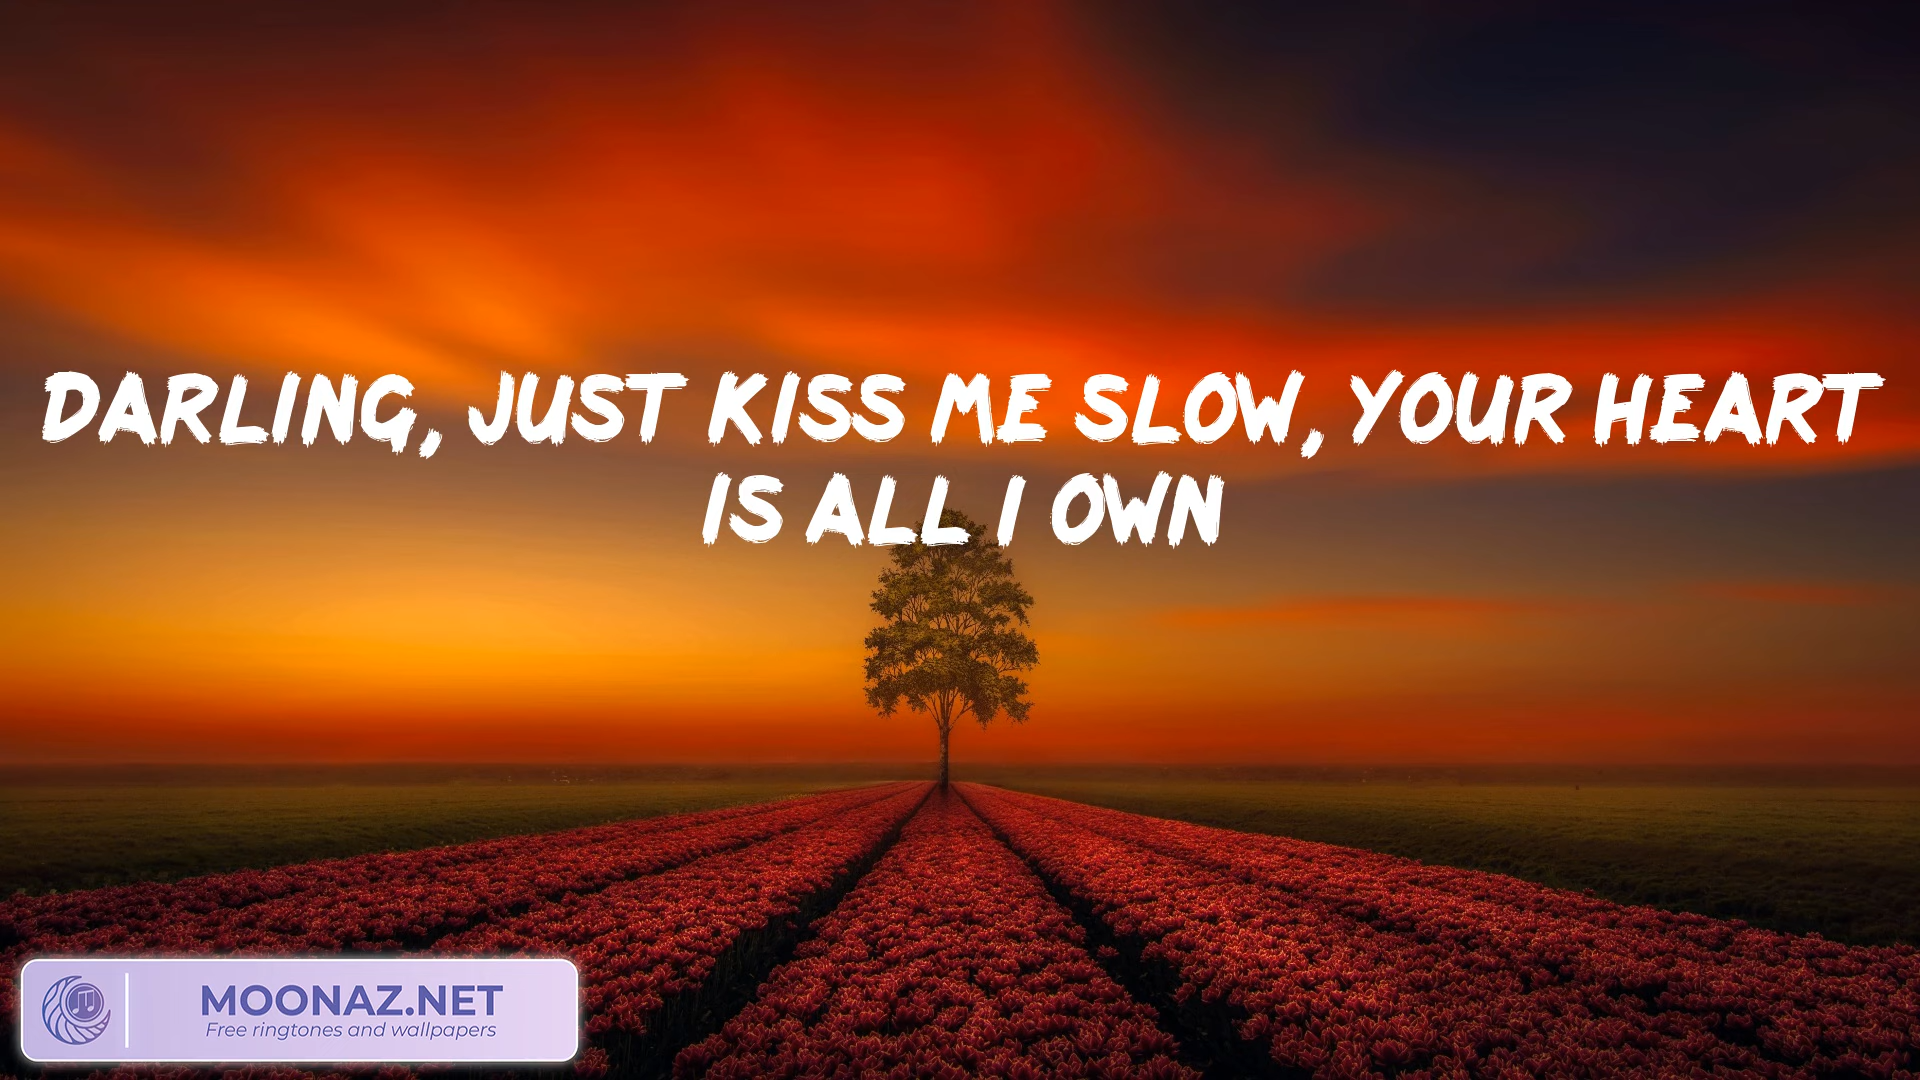 DARLING, JUST KISS ME SLOW, YOUR HEART
IS ALL I OWN
MOONAZ.NET
Free ringtones and wallpapers